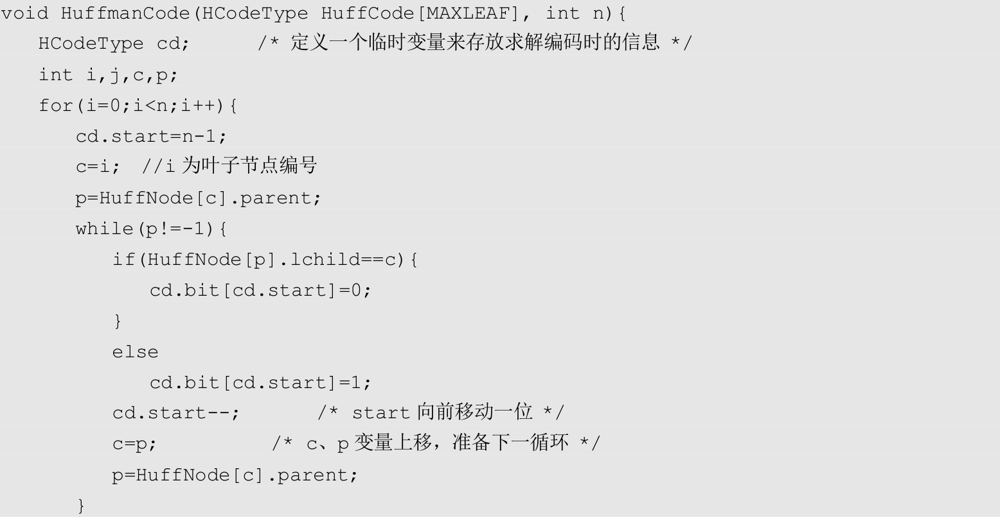 void HuffmanCode(HCodeType HuffCode[MAXLEAF], int n){
HCodeType cd; /* 定义一个临时变量来存放求解编码时的信息 */
int i,j,c,p;
for(i=0;i<n;i++){
cd.start=n-1;
c=i; //i 为叶子节点编号
p=HuffNode[c].parent;
while(p!=-1){
if(HuffNode[p].lchild==c){
cd.bit[cd.start]=0;
}
else
cd.bit[cd.start]=1;
cd.start--; /* start 向前移动一位 */
c=p; /* c、p 变量上移，准备下一循环 */
p=HuffNode[c].parent;
}